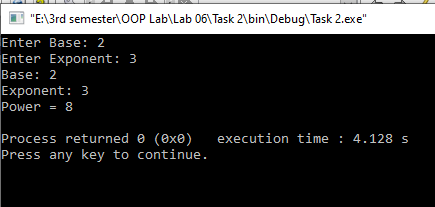 "E:\3rd semester\OOP Lab\Lab 06\Task 2\bin\Debug\Task 2.exe"
Enter Base: 2
Enter Exponent: 3
Base: 2
Exponent: 3
Power = 8
Process returned 0 (0x0)   execution time : 4.128 s
Press any key to continue.